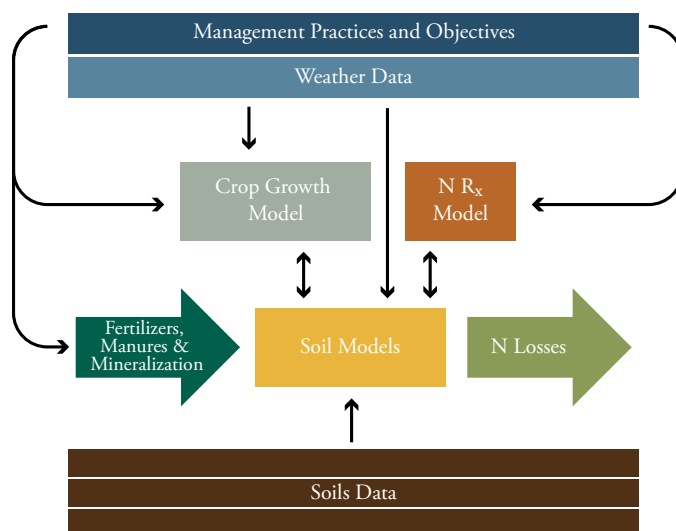 Management Practices and Objectives
Weather Data
Crop Growth
Model
N Rₓ
Model
Fertilizers,
Manures &
Mineralization
Soil Models
N Losses
Soils Data